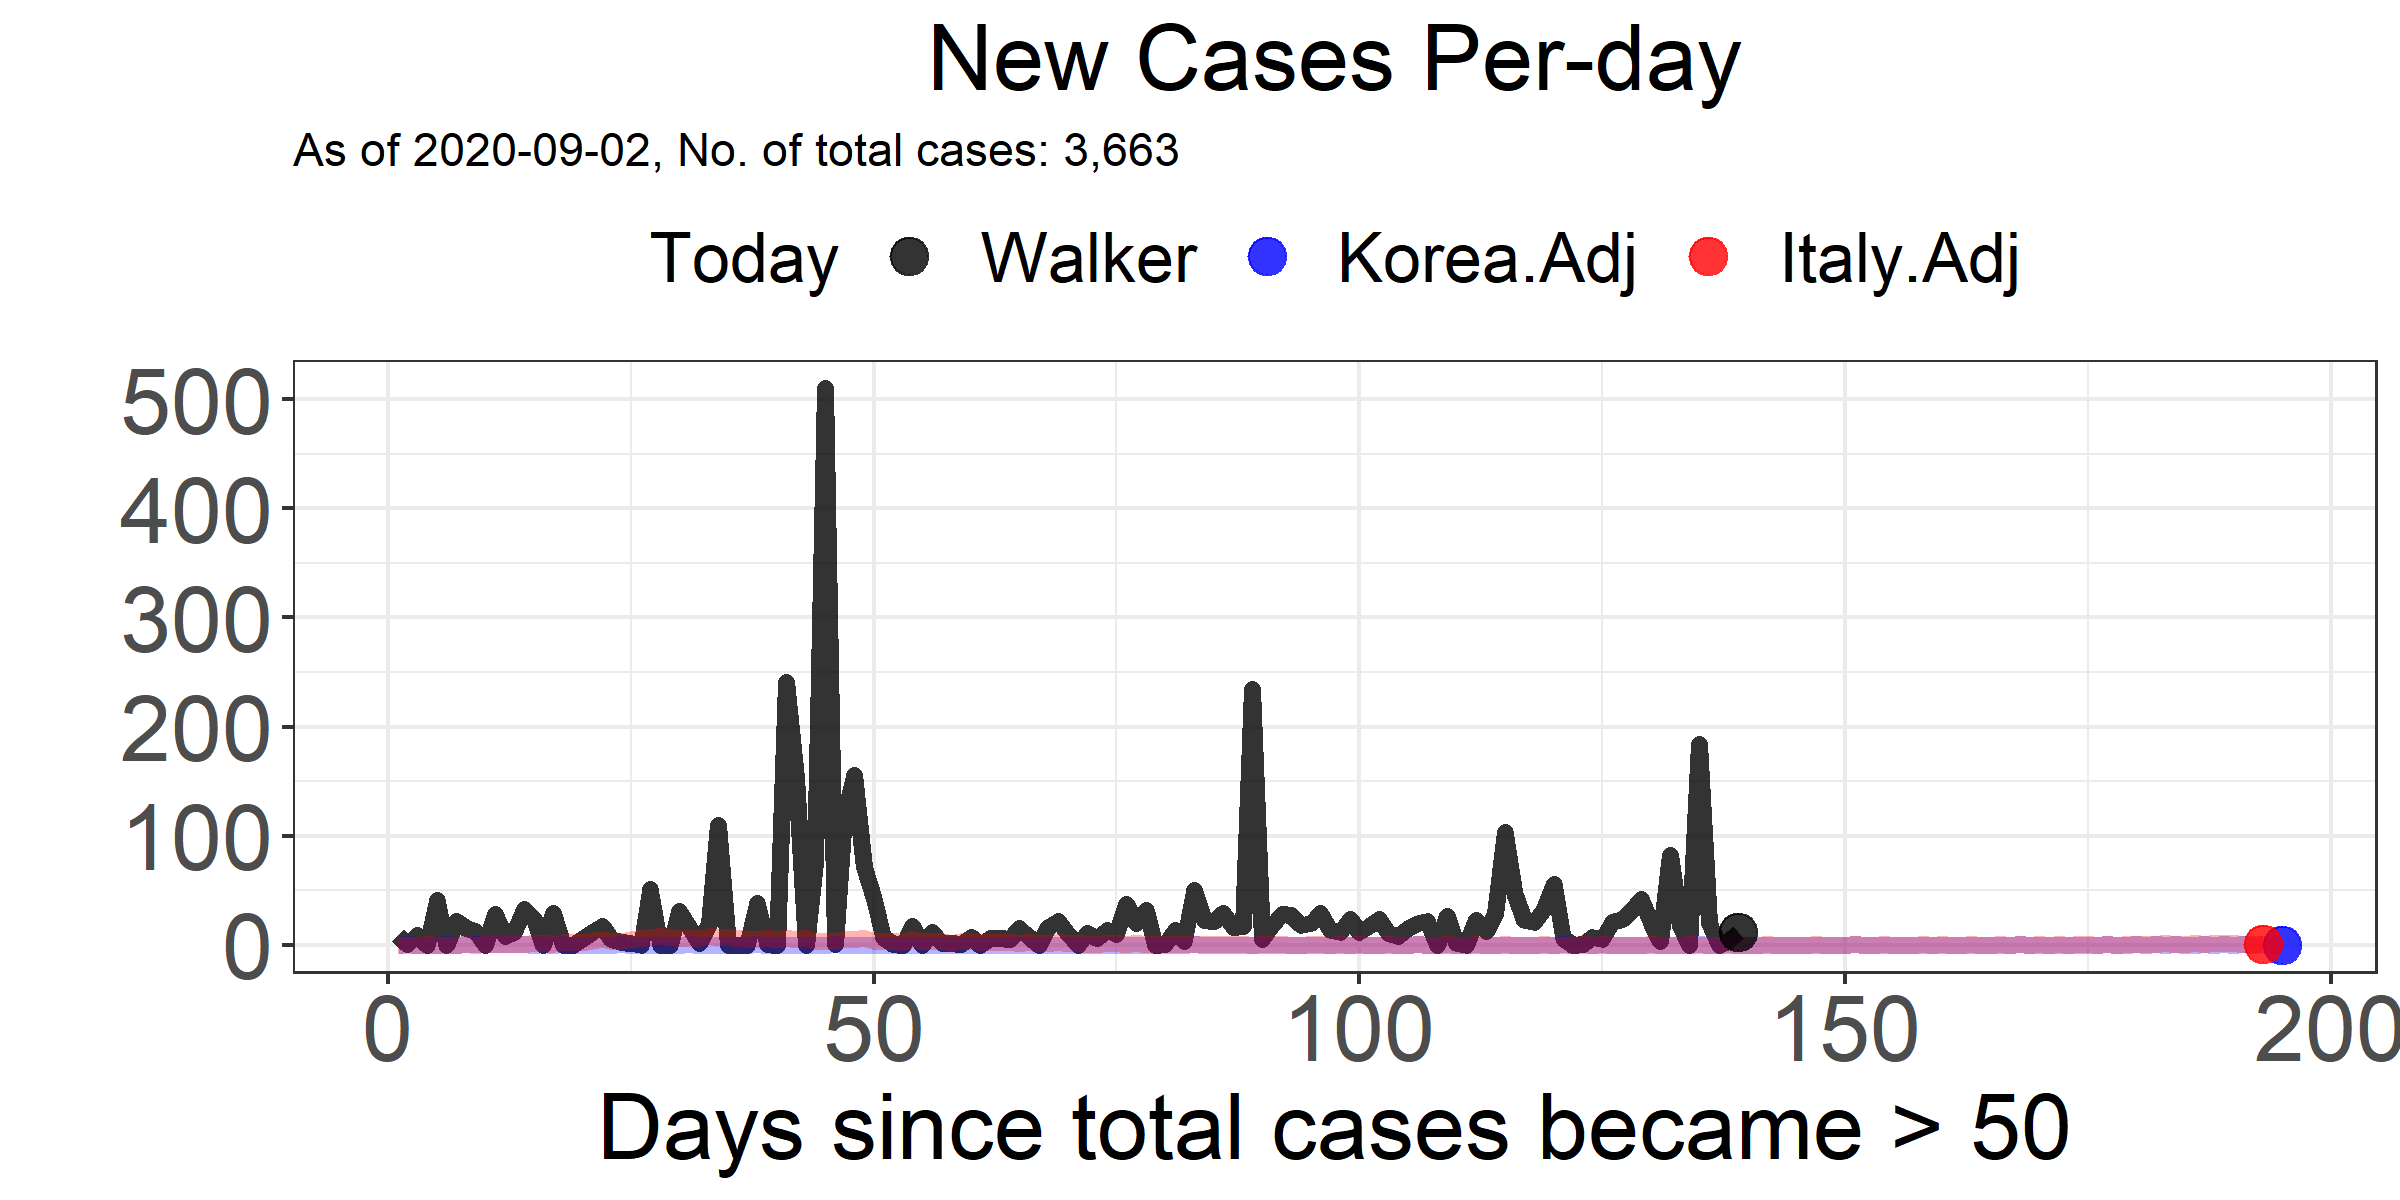 New Cases Per-day
As of 2020-09-02, No. of total cases: 3,663
Today Walker Korea.Adj Italy.Adj
500
400
300
200
100
0
0 50 100 150 200
Days since total cases became > 50